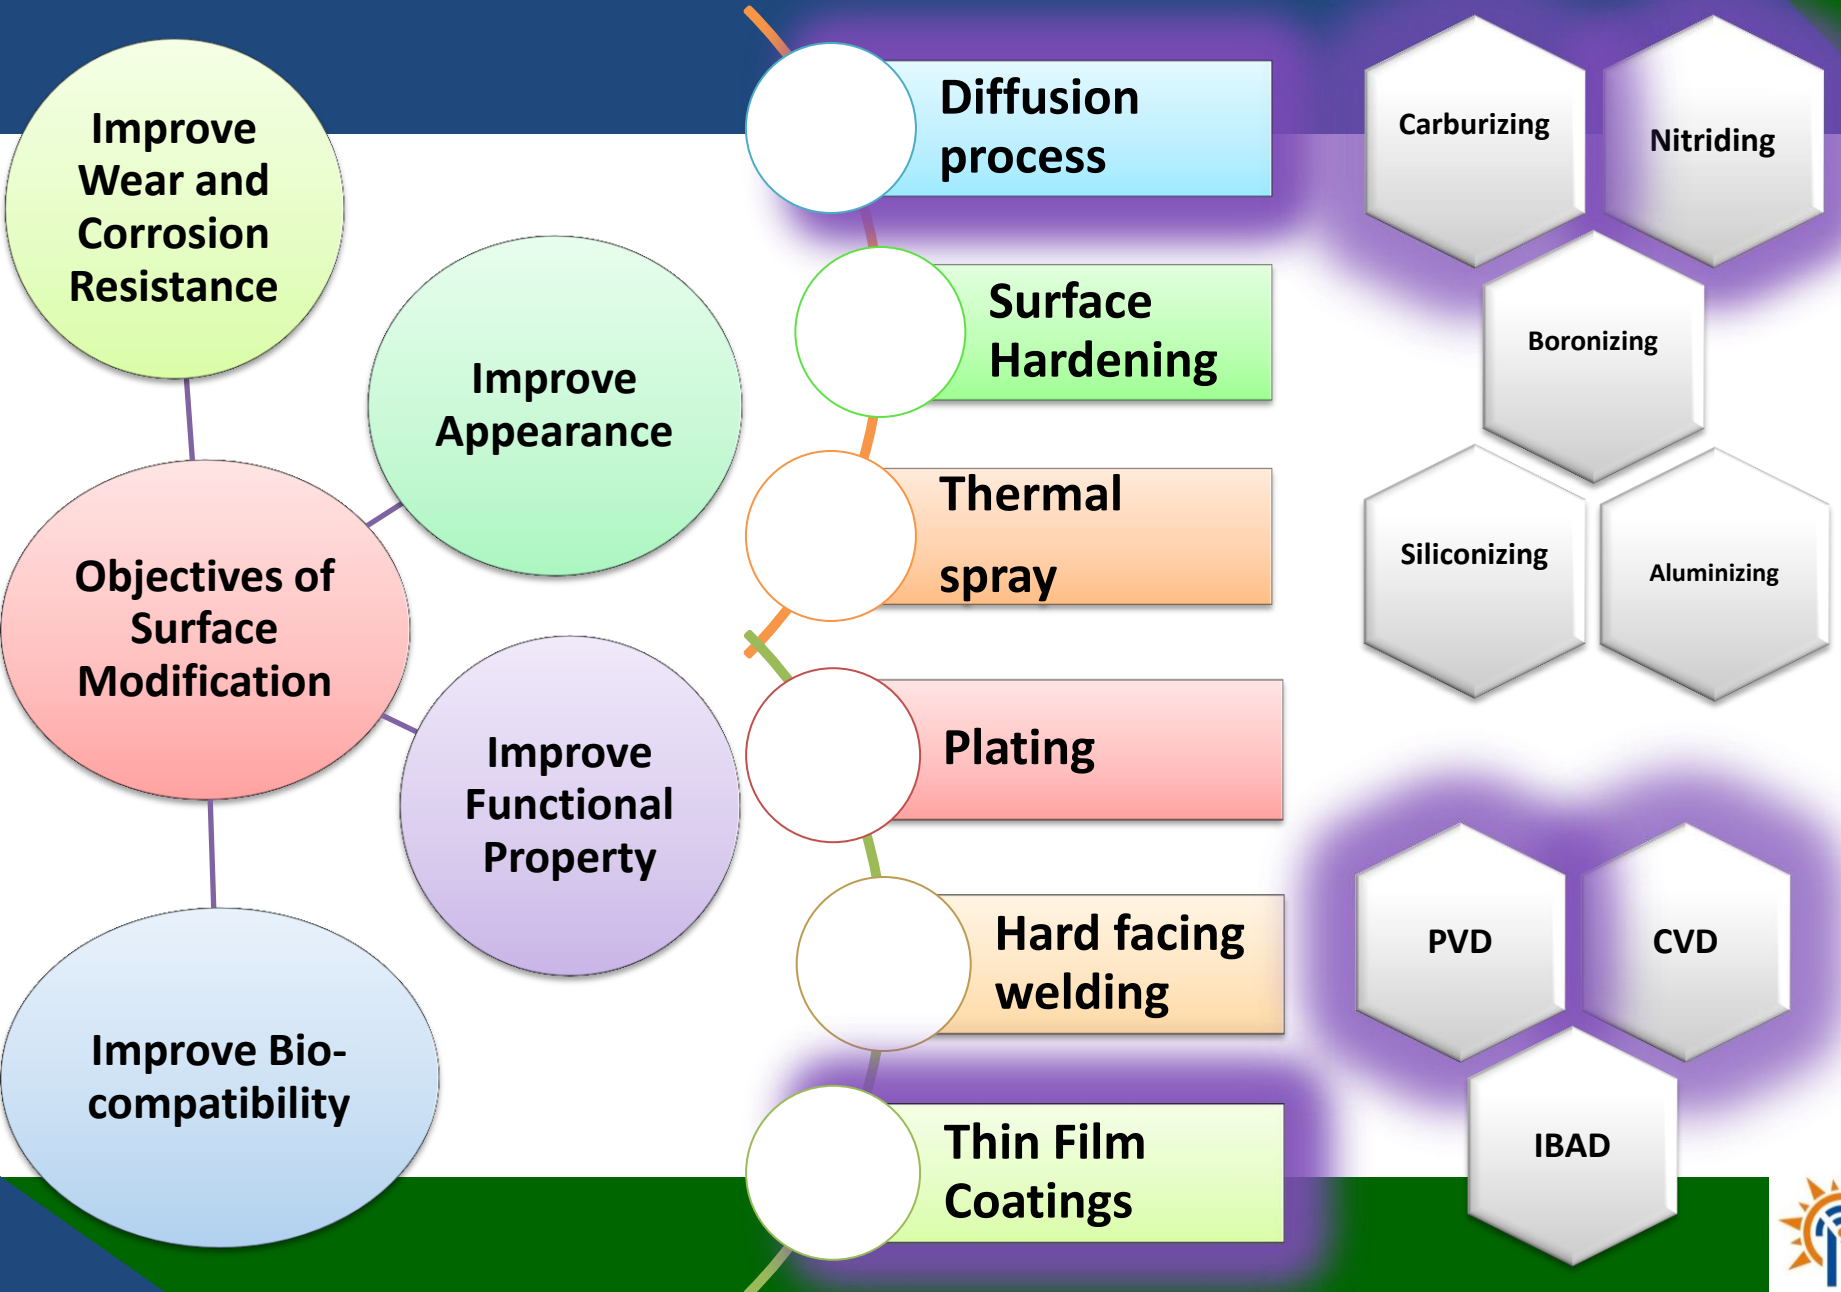 Improve
Wear and
Corrosion
Resistance
Improve
Appearance
Objectives of
Surface
Modification
Improve
Functional
Property
Improve Bio-
compatibility
Diffusion
process
Surface
Hardening
Thermal
spray
Plating
Hard facing
welding
Thin Film
Coatings
Carburizing
Nitriding
Boronizing
Siliconizing
Aluminizing
PVD
CVD
IBAD